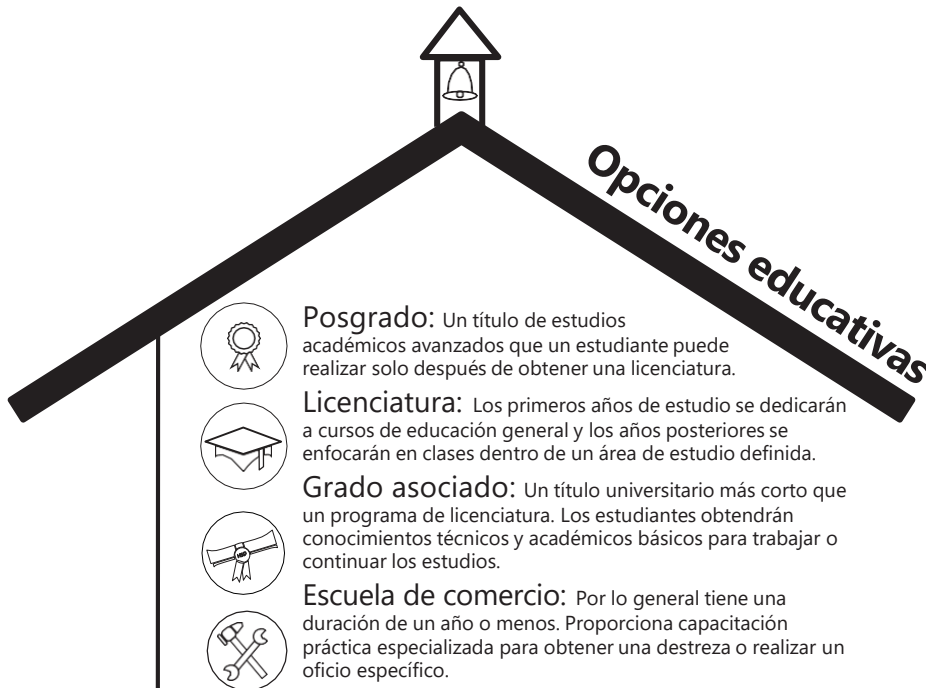 Opciones educativas
Posgrado: Un título de estudios
académicos avanzados que un estudiante puede
realizar solo después de obtener una licenciatura.
Licenciatura: Los primeros años de estudio se dedicarán
a cursos de educación general y los años posteriores se
enfocarán en clases dentro de un área de estudio definida.
Grado asociado: Un título universitario más corto que
un programa de licenciatura. Los estudiantes obtendrán
conocimientos técnicos y académicos básicos para trabajar o
continuar los estudios.
Escuela de comercio: Por lo general tiene una
duración de un año o menos. Proporciona capacitación
práctica especializada para obtener una destreza o realizar un
oficio específico.